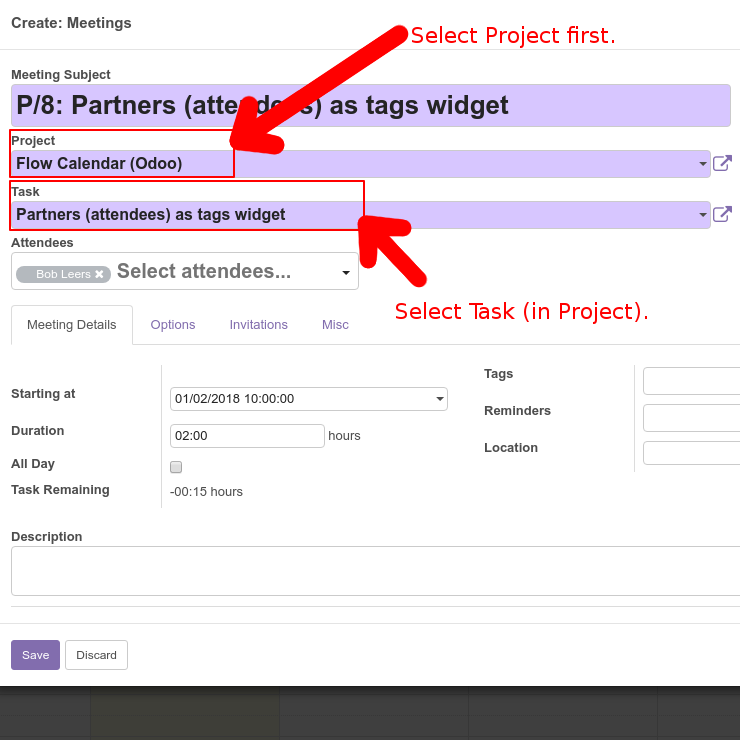 Create: Meetings
Select Project first.
Meeting Subject
P/8: Partners (attendees) as tags widget
Project
Flow Calendar (Odoo)
Task
Partners (attendees) as tags widget
Attendees
Bob Leers ✖ Select attendees...
Select Task (in Project).
Meeting Details Options Invitations Misc
Starting at 01/02/2018 10:00:00
Duration 02:00 hours
All Day
Task Remaining -00:15 hours
Tags
Reminders
Location
Description
Save Discard